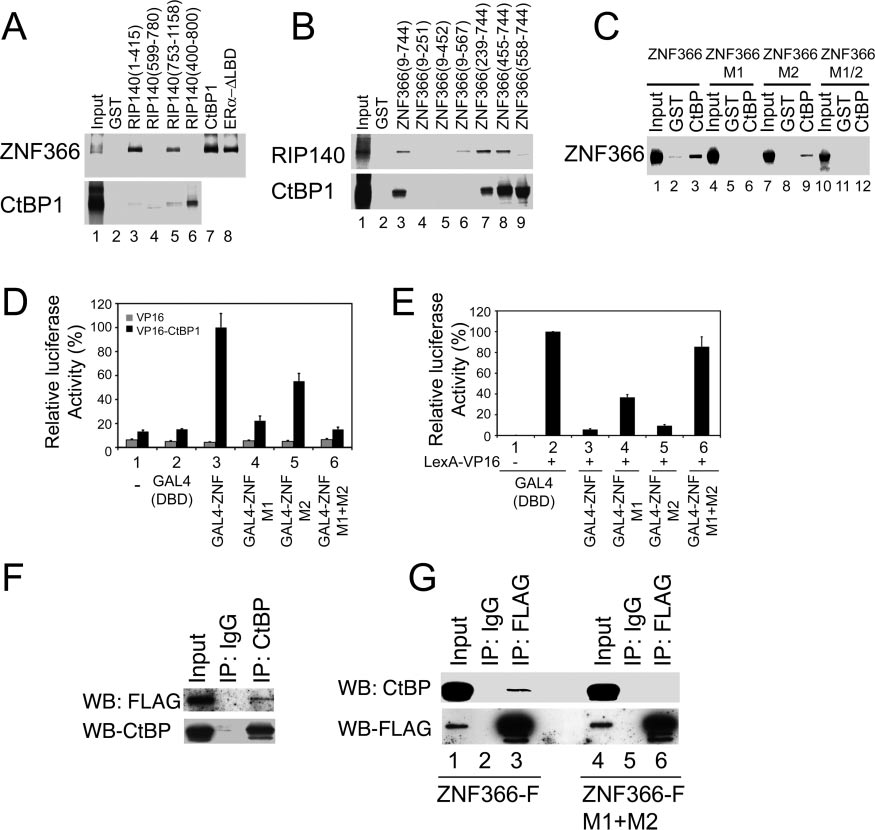 A
Input
GST
RIP140(1-415)
RIP140(599-780)
RIP140(753-1158)
RIP140(400-800)
CtBP1
ERα-ΔLBD
ZNF366
CtBP1
1 2 3 4 5 6 7 8
B
Input
GST
ZNF366(9-744)
ZNF366(9-251)
ZNF366(9-452)
ZNF366(9-567)
ZNF366(239-744)
ZNF366(455-744)
ZNF366(558-744)
RIP140
CtBP1
1 2 3 4 5 6 7 8 9
C
ZNF366 ZNF366 ZNF366 ZNF366
M1 M2 M1/2
Input GST CtBP Input GST CtBP Input GST CtBP Input GST CtBP
ZNF366
1 2 3 4 5 6 7 8 9 10 11 12
D
Relative luciferase
Activity (%)
120
100
80
60
40
20
0
VP16
VP16-CtBP1
1 2 3 4 5 6
-
GAL4
(DBD)
GAL4-ZNF
GAL4-ZNF
M1
GAL4-ZNF
M2
GAL4-ZNF
M1+M2
E
Relative luciferase
Activity (%)
120
100
80
60
40
20
0
1 2 3 4 5 6
LexA-VP16 - + + + + +
GAL4
(DBD)
GAL4-ZNF
GAL4-ZNF
M1
GAL4-ZNF
M2
GAL4-ZNF
M1+M2
F
Input
IP: IgG
IP: CtBP
WB: FLAG
WB-CtBP
G
Input
IP: IgG
IP: FLAG
Input
IP: IgG
IP: FLAG
WB: CtBP
WB-FLAG
1 2 3 4 5 6
ZNF366-F ZNF366-F
M1+M2